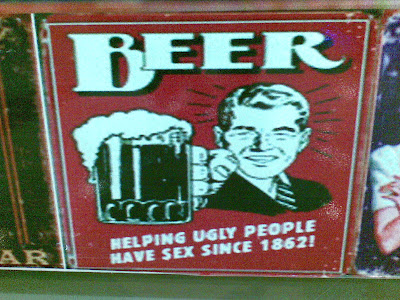 BEER
HELPING UGLY PEOPLE
HAVE SEX SINCE 1862!
AR